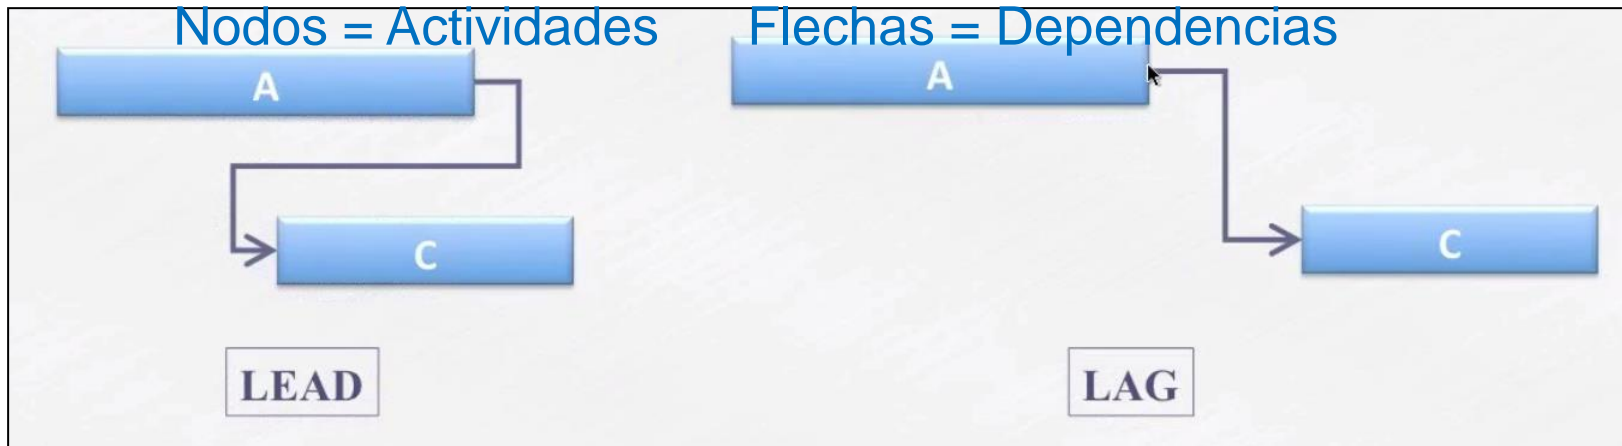 Nodos = Actividades Flechas = Dependencias
A
A
C
C
LEAD
LAG